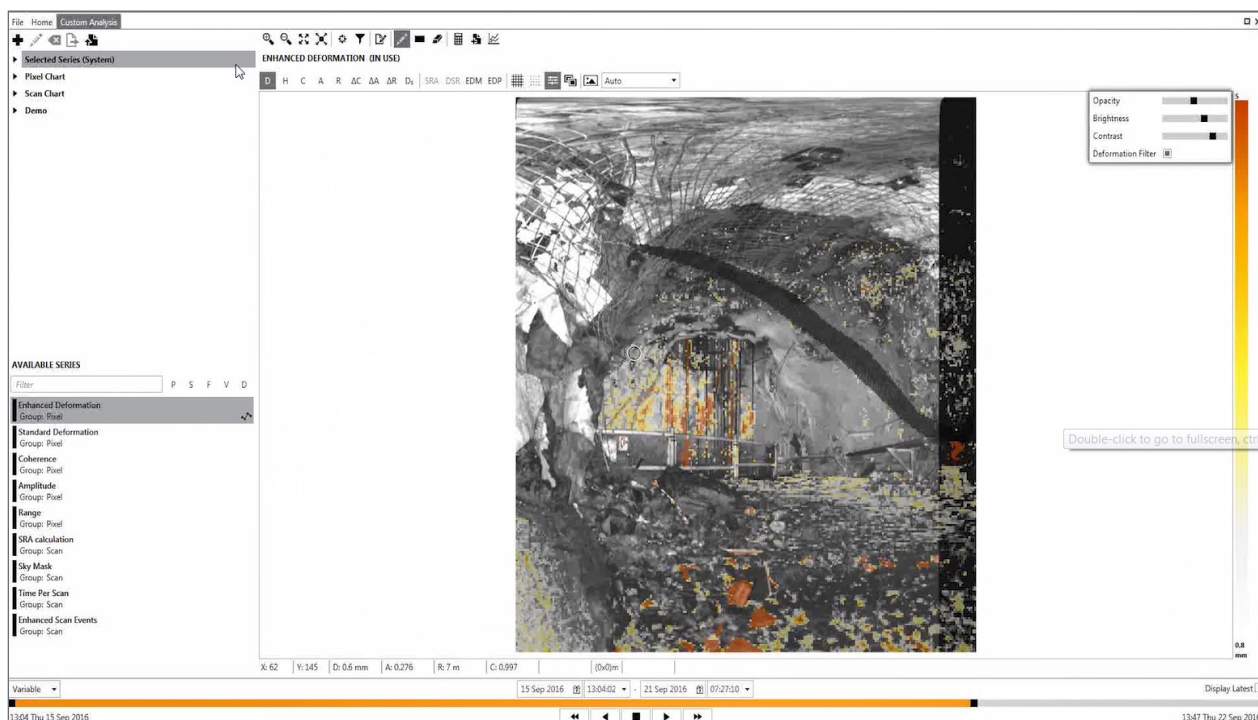 File Home Custom Analysis
Selected Series (System)
Pixel Chart
Scan Chart
Demo
ENHANCED DEFORMATION (IN USE)
D H C A R ΔC ΔA ΔR Ds SRA DSR EDM EDP Auto
Opacity
Brightness
Contrast
Deformation Filter
5
Double-click to go to fullscreen, ctr
AVAILABLE SERIES
Filter P S F V D
Enhanced Deformation
Group: Pixel
Standard Deformation
Group: Pixel
Coherence
Group: Pixel
Amplitude
Group: Pixel
Range
Group: Pixel
SRA calculation
Group: Scan
Sky Mask
Group: Scan
Time Per Scan
Group: Scan
Enhanced Scan Events
Group: Scan
0.8
mm
X: 62 Y: 145 D: 0.6 mm A: 0.276 R: 7 m C: 0.997 (0x0)m
Variable 15 Sep 2016 13:04:02 - 21 Sep 2016 07:27:10 Display Latest
13:04 Thu 15 Sep 2016 13:47 Thu 22 Sep 201